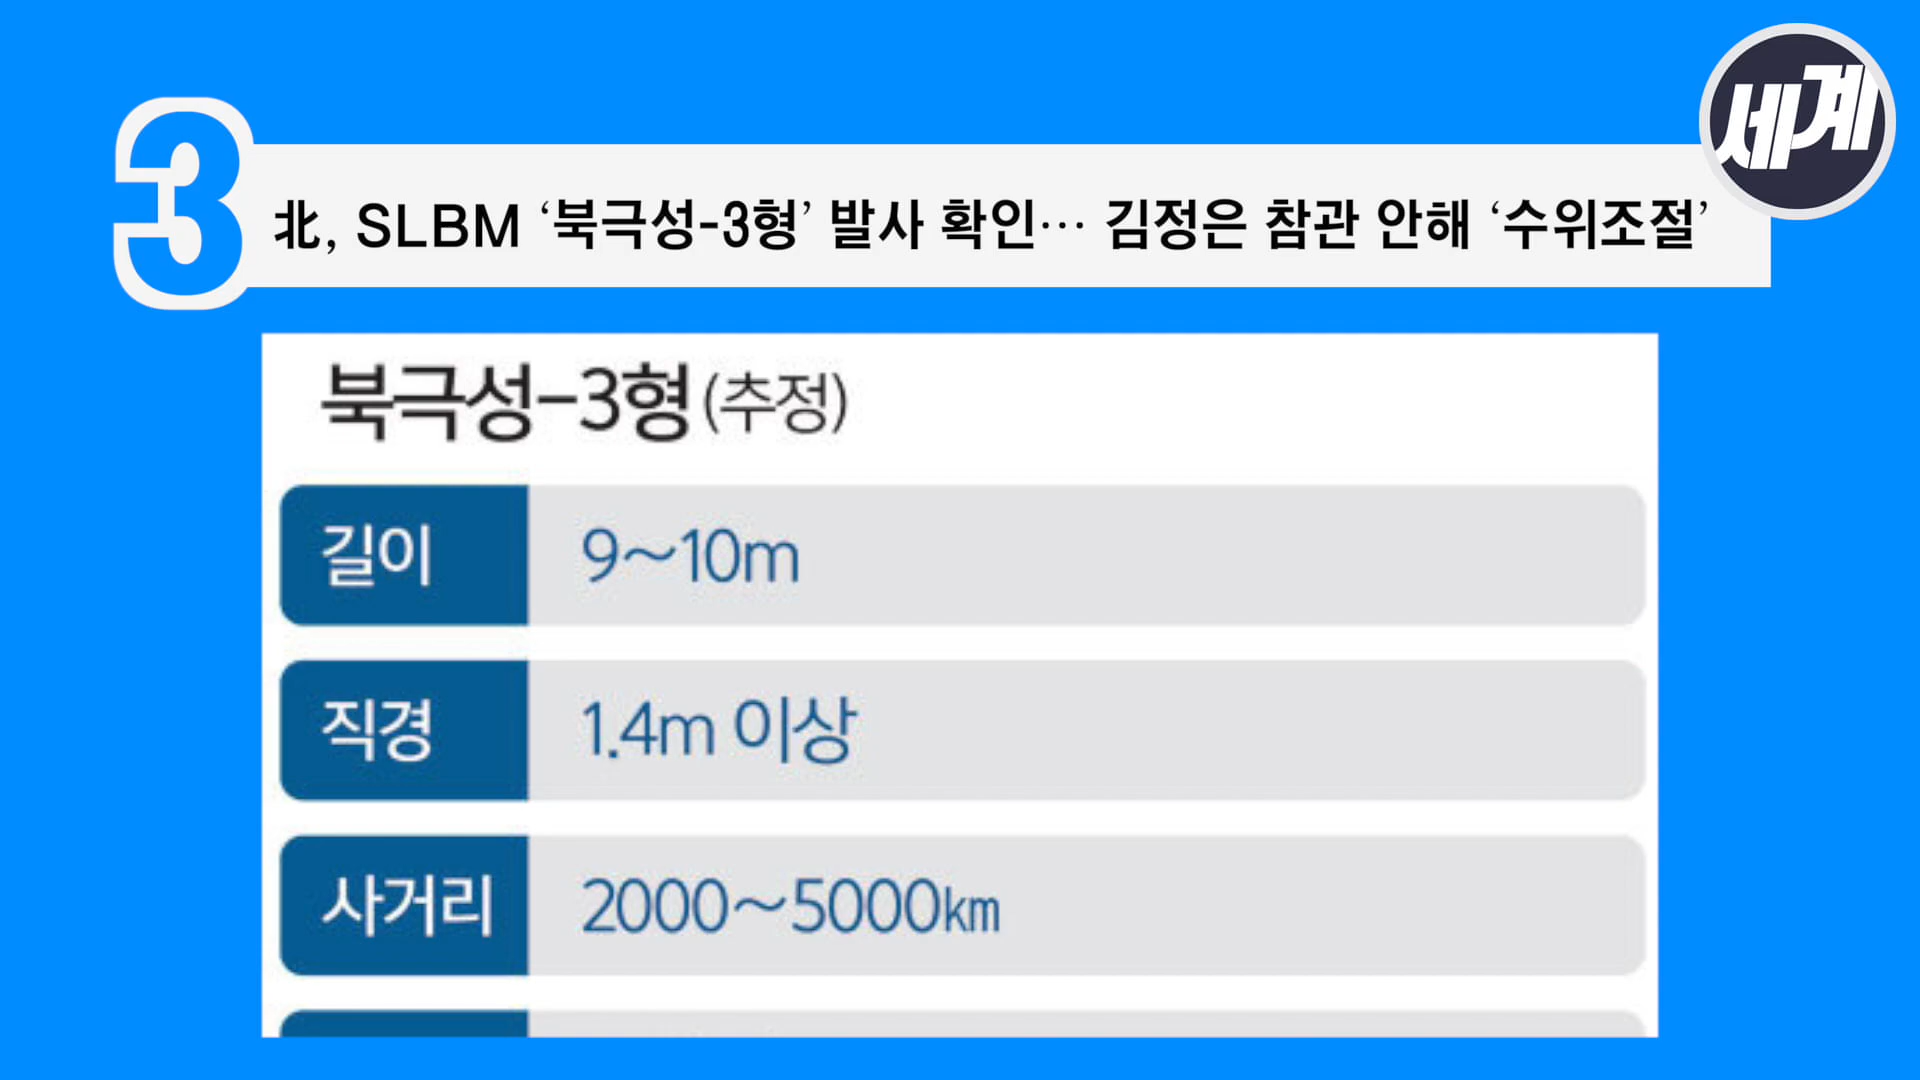 세계
3
北, SLBM ‘북극성-3형’ 발사 확인… 김정은 참관 안해 ‘수위조절’
북극성-3형(추정)
길이 9~10m
직경 1.4m 이상
사거리 2000~5000㎞